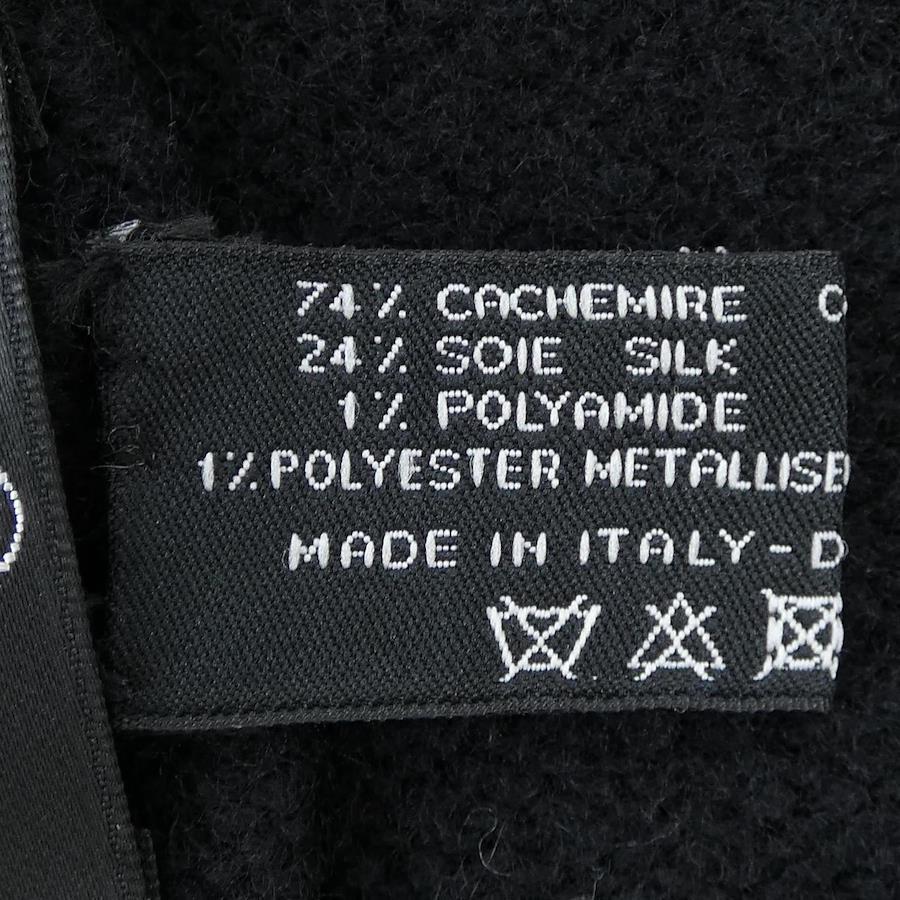 74% CACHEMIRE C
24% SOIE SILK
1% POLYAMIDE
1% POLYESTER METALLISE
MADE IN ITALY - D